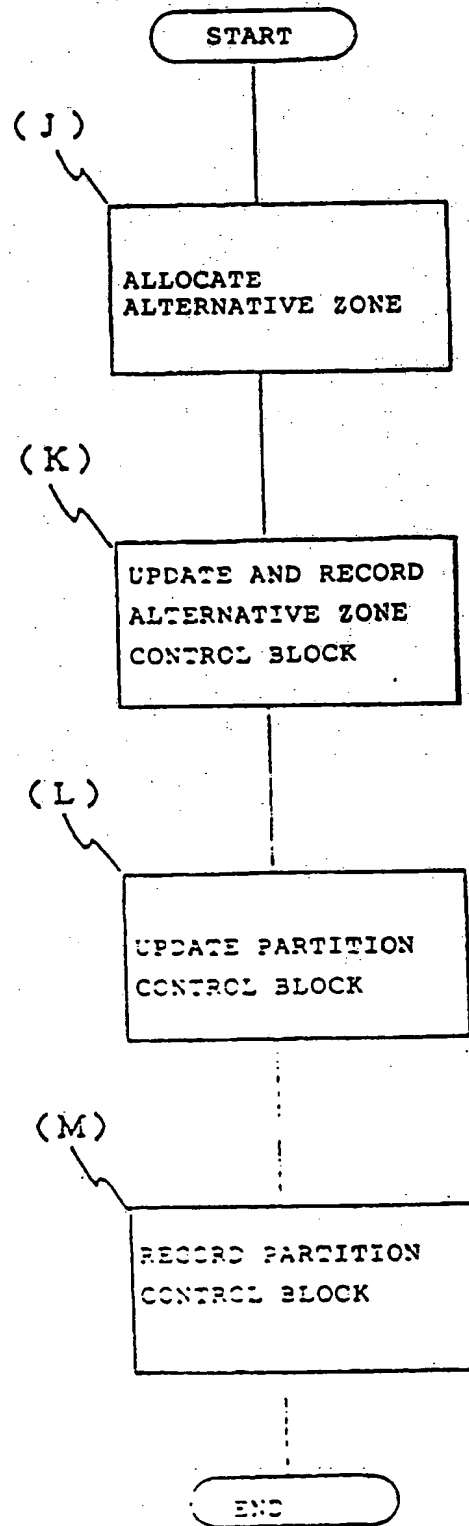 START
(J)
ALLOCATE
ALTERNATIVE ZONE
(K)
UPDATE AND RECORD
ALTERNATIVE ZONE
CONTROL BLOCK
(L)
UPDATE PARTITION
CONTROL BLOCK
(M)
RECORD PARTITION
CONTROL BLOCK
END